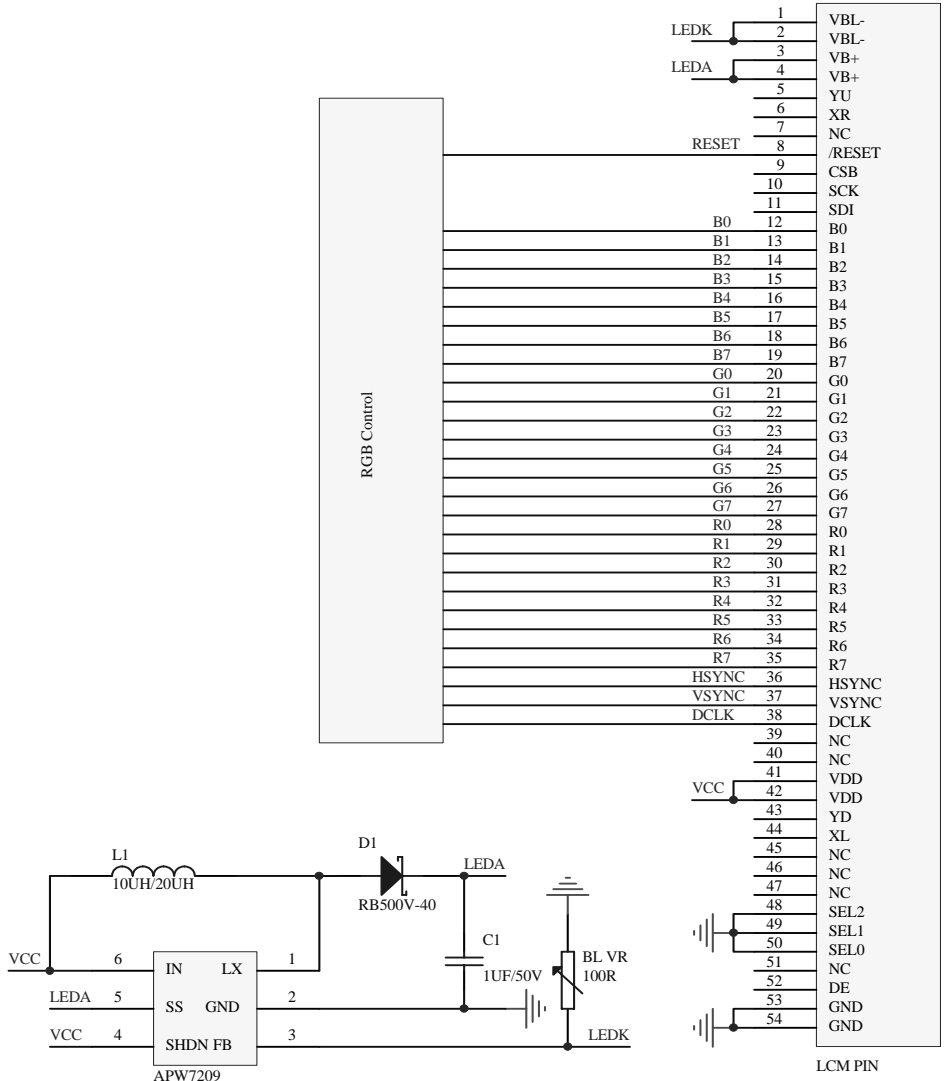 1 VBL-
LEDK 2 VBL-
3 VB+
LEDA 4 VB+
5 YU
6 XR
7 NC
RESET 8 /RESET
9 CSB
10 SCK
11 SDI
B0 12 B0
B1 13 B1
B2 14 B2
B3 15 B3
B4 16 B4
B5 17 B5
B6 18 B6
B7 19 B7
G0 20 G0
G1 21 G1
G2 22 G2
G3 23 G3
G4 24 G4
G5 25 G5
G6 26 G6
G7 27 G7
R0 28 R0
R1 29 R1
R2 30 R2
R3 31 R3
R4 32 R4
R5 33 R5
R6 34 R6
R7 35 R7
HSYNC 36 HSYNC
VSYNC 37 VSYNC
DCLK 38 DCLK
39 NC
40 NC
41 VDD
VCC 42 VDD
43 YD
44 XL
45 NC
46 NC
47 NC
48 SEL2
49 SEL1
50 SEL0
51 NC
52 DE
53 GND
54 GND
LCM PIN
RGB Control
L1
10UH/20UH
D1
RB500V-40
LEDA
C1
1UF/50V
BL VR
100R
VCC 6 IN LX 1
LEDA 5 SS GND 2
VCC 4 SHDN FB 3 LEDK
APW7209